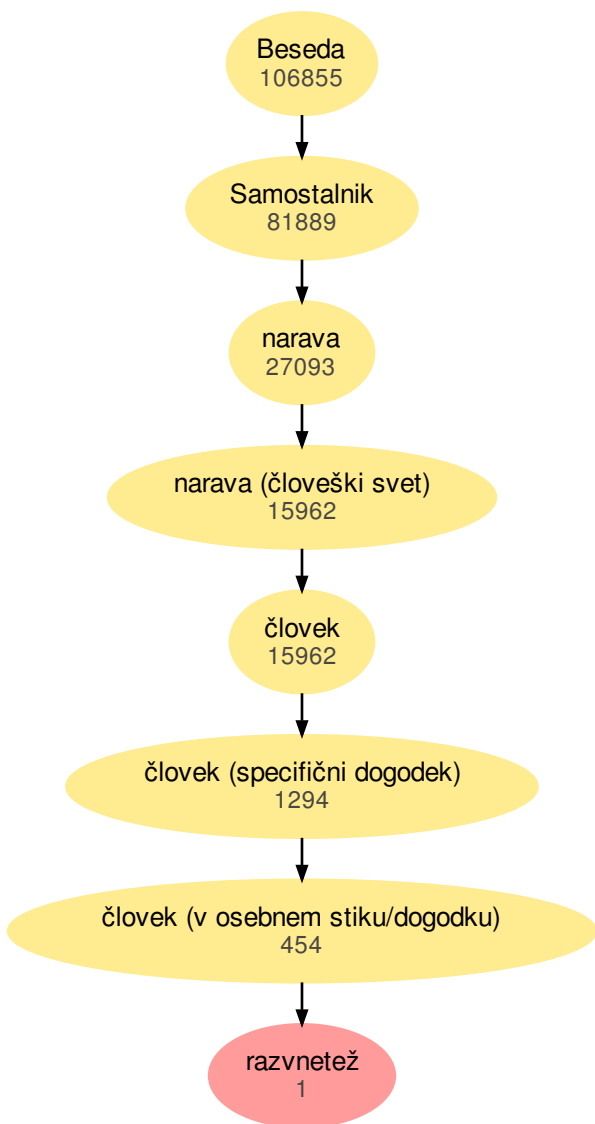 Beseda
106855
Samostalnik
81889
narava
27093
narava (človeški svet)
15962
človek
15962
človek (specifični dogodek)
1294
človek (v osebnem stiku/dogodku)
454
razvnetež
1